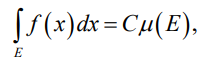 ∫_E f(x)dx = Cμ(E),